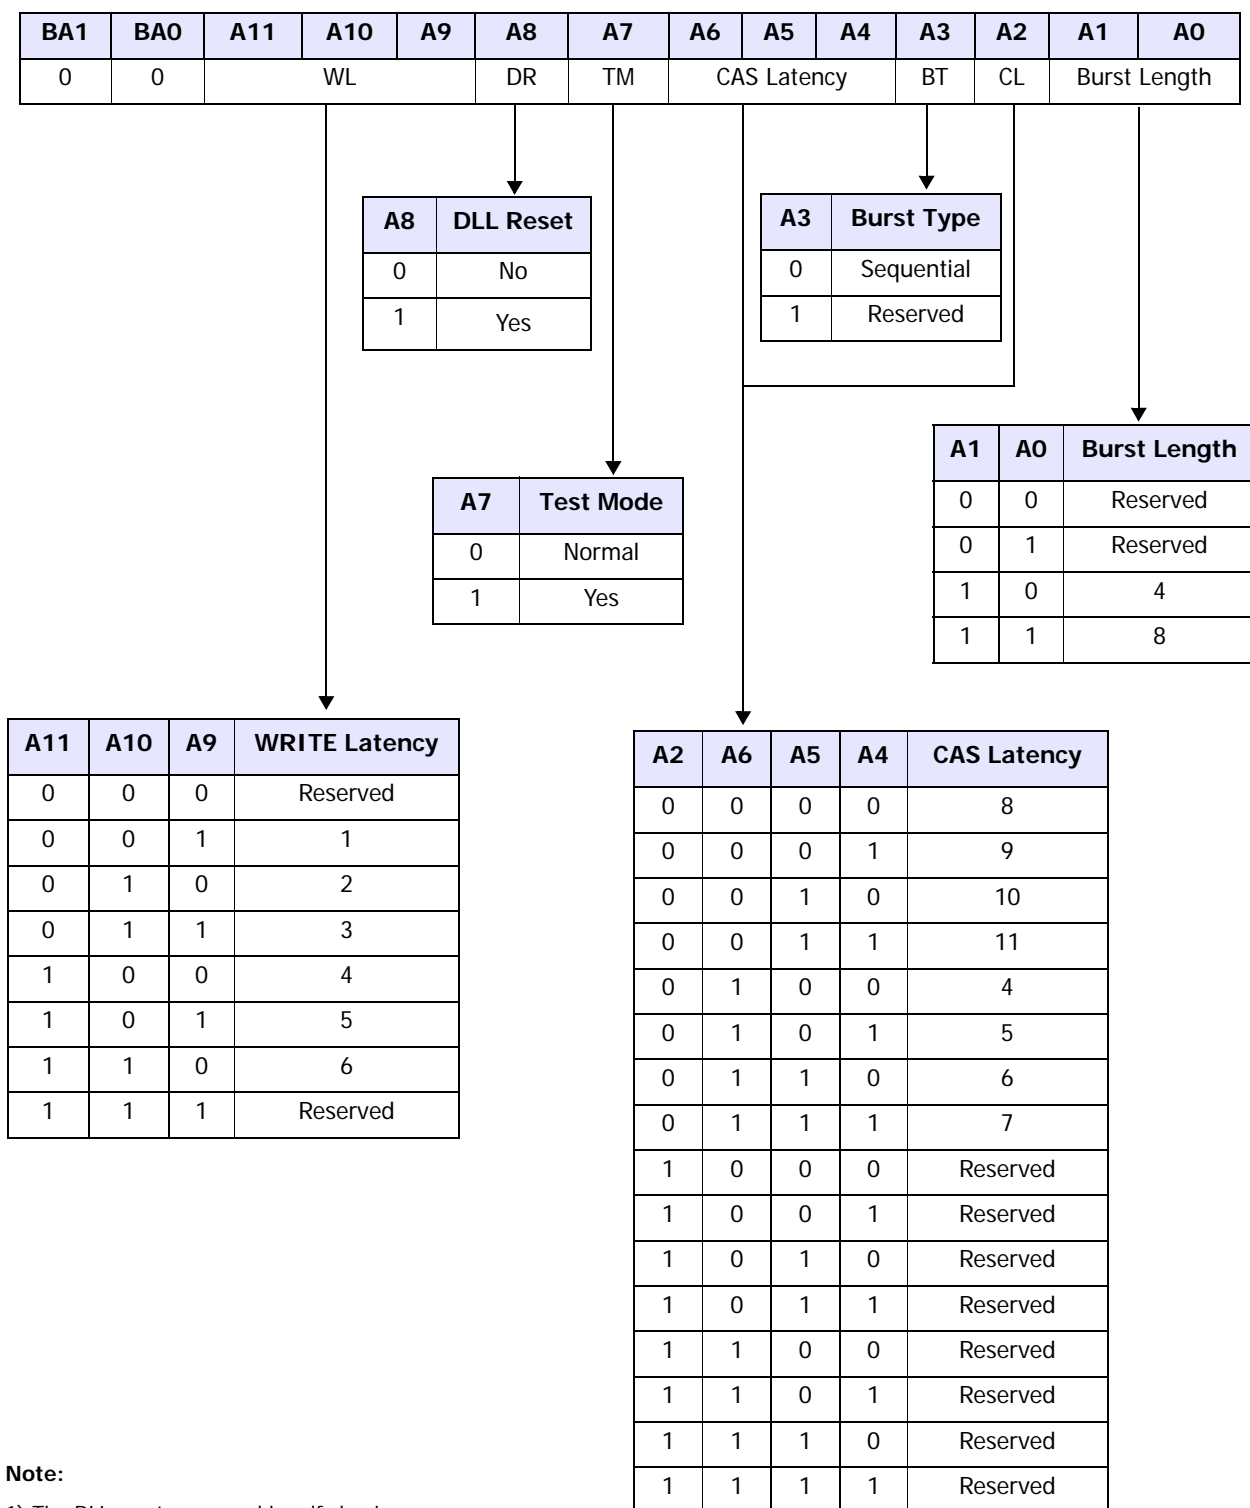 BA1 BA0 A11 A10 A9 A8 A7 A6 A5 A4 A3 A2 A1 A0
0 0 WL DR TM CAS Latency BT CL Burst Length
A8 DLL Reset
0 No
1 Yes
A3 Burst Type
0 Sequential
1 Reserved
A1 A0 Burst Length
0 0 Reserved
0 1 Reserved
1 0 4
1 1 8
A7 Test Mode
0 Normal
1 Yes
A11 A10 A9 WRITE Latency
0 0 0 Reserved
0 0 1 1
0 1 0 2
0 1 1 3
1 0 0 4
1 0 1 5
1 1 0 6
1 1 1 Reserved
A2 A6 A5 A4 CAS Latency
0 0 0 0 8
0 0 0 1 9
0 0 1 0 10
0 0 1 1 11
0 1 0 0 4
0 1 0 1 5
0 1 1 0 6
0 1 1 1 7
1 0 0 0 Reserved
1 0 0 1 Reserved
1 0 1 0 Reserved
1 0 1 1 Reserved
1 1 0 0 Reserved
1 1 0 1 Reserved
1 1 1 0 Reserved
1 1 1 1 Reserved
Note:
1) The DLL reset